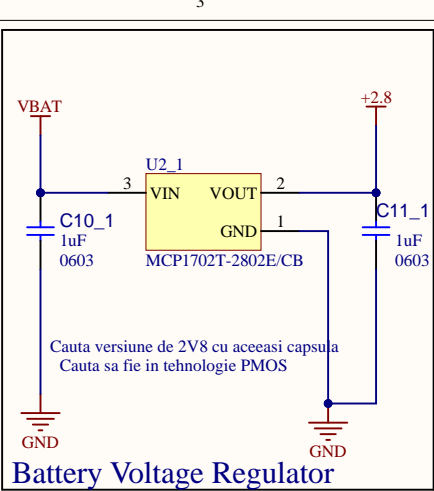 3
VBAT
+2.8
U2_1
3 VIN VOUT 2
GND 1
MCP1702T-2802E/CB
C10_1
1uF
0603
C11_1
1uF
0603
Cauta versiune de 2V8 cu aceeasi capsula
Cauta sa fie in tehnologie PMOS
GND
GND
Battery Voltage Regulator